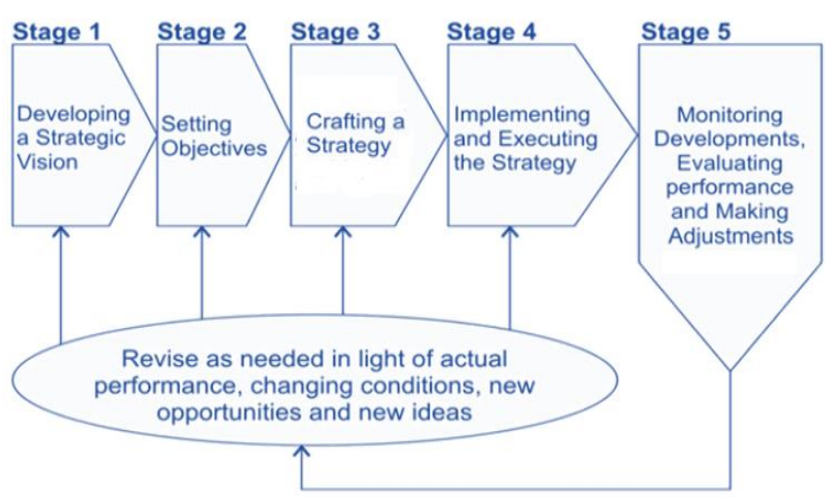 Stage 1
Stage 2
Stage 3
Stage 4
Stage 5
Developing
a Strategic
Vision
Setting
Objectives
Crafting a
Strategy
Implementing
and Executing
the Strategy
Monitoring
Developments,
Evaluating
performance
and Making
Adjustments
Revise as needed in light of actual
performance, changing conditions, new
opportunities and new ideas